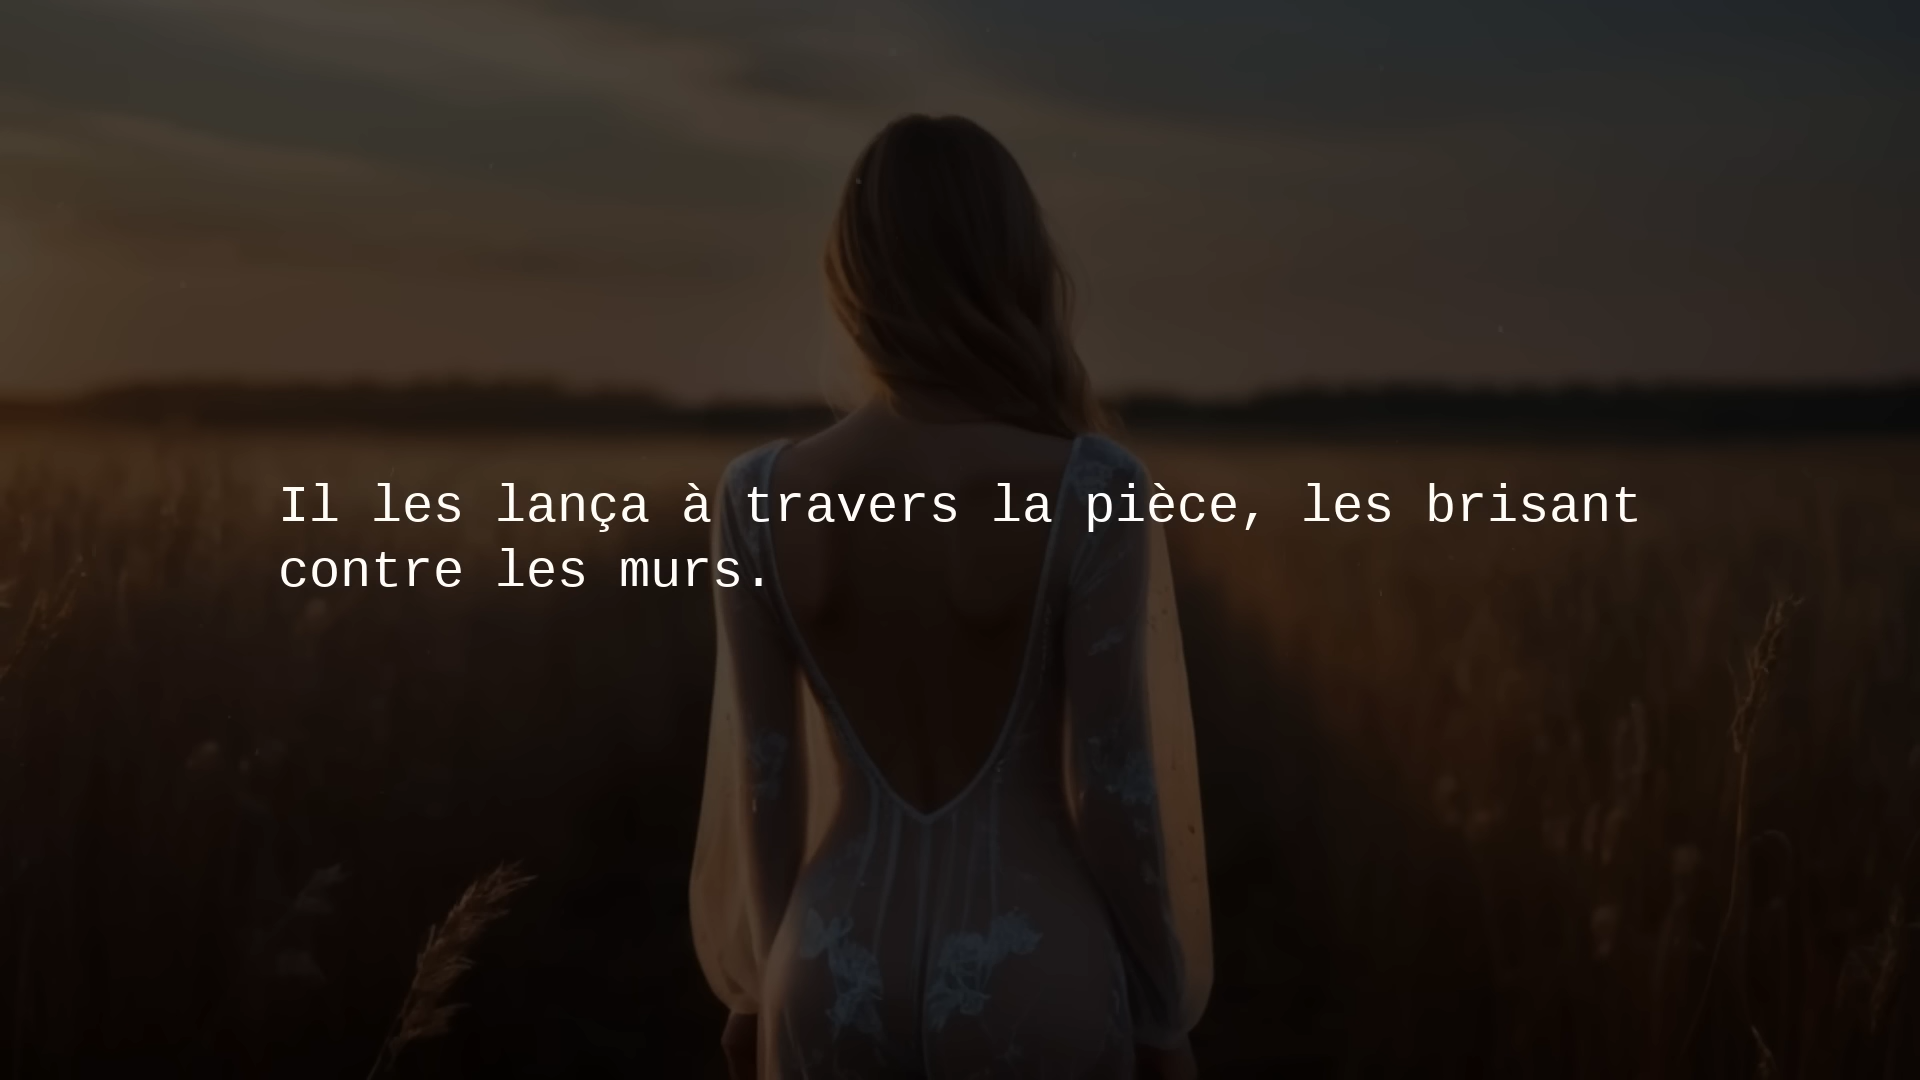 Il les lança à travers la pièce, les brisant
contre les murs.